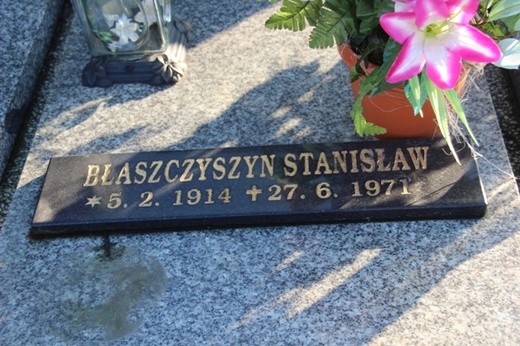 BŁASZCZYSZYN STANISŁAW
*5. 2. 1914 ✝27. 6. 1971